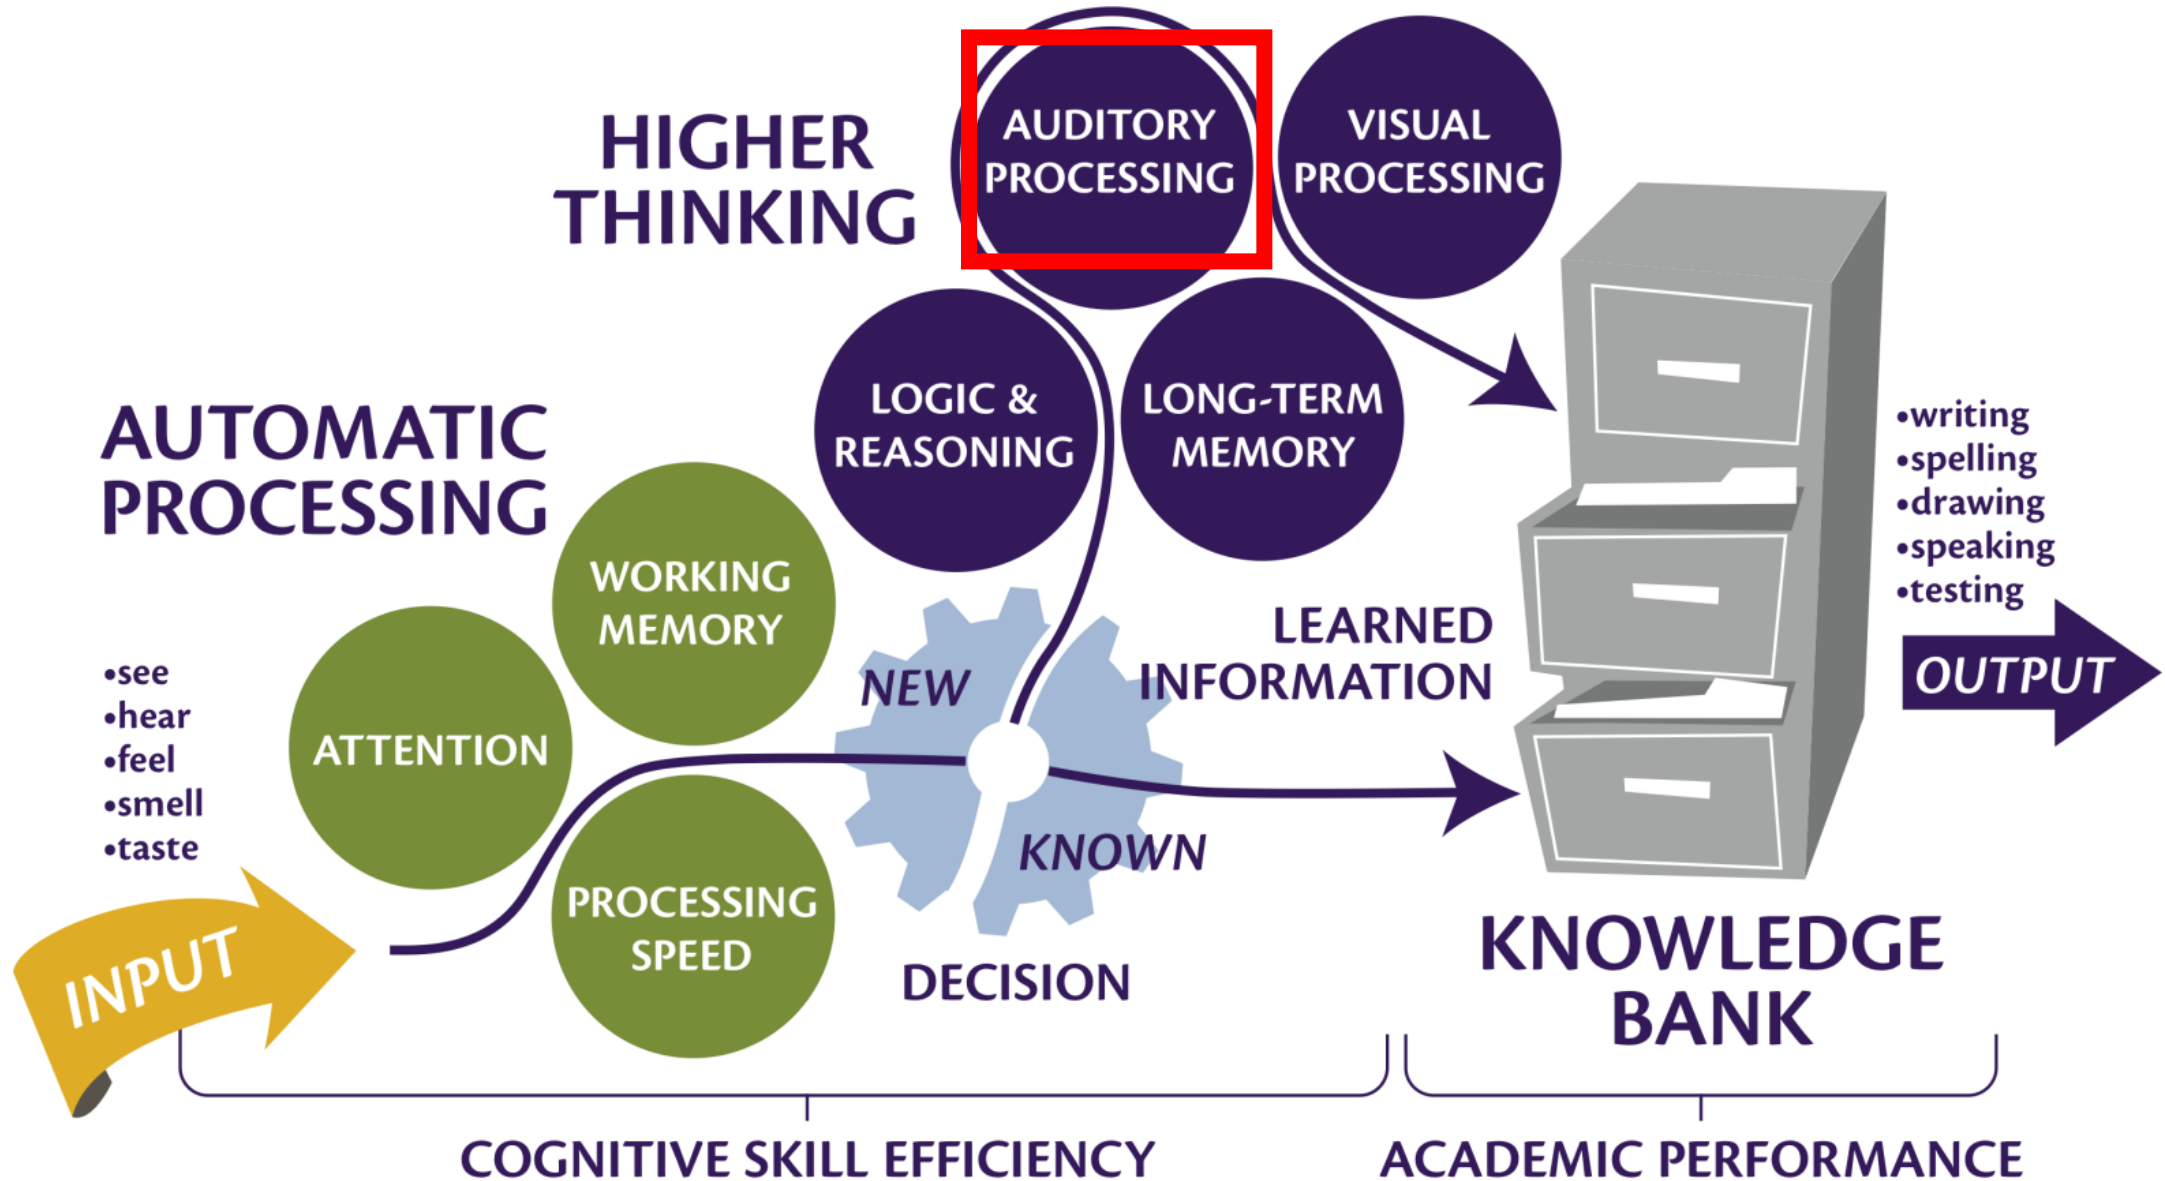 HIGHER
THINKING
AUDITORY
PROCESSING
VISUAL
PROCESSING
LOGIC &
REASONING
LONG-TERM
MEMORY
AUTOMATIC
PROCESSING
WORKING
MEMORY
ATTENTION
PROCESSING
SPEED
•see
•hear
•feel
•smell
•taste
INPUT
NEW
KNOWN
DECISION
LEARNED
INFORMATION
•writing
•spelling
•drawing
•speaking
•testing
OUTPUT
KNOWLEDGE
BANK
COGNITIVE SKILL EFFICIENCY
ACADEMIC PERFORMANCE